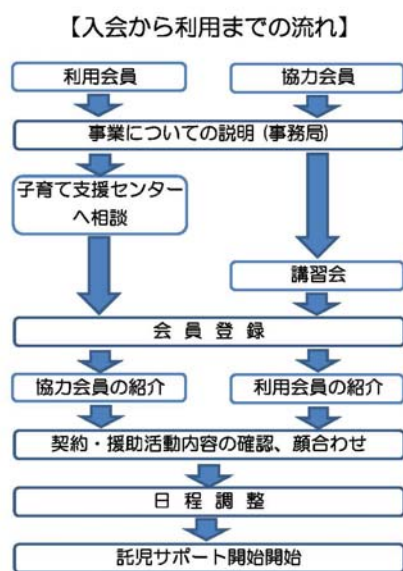 【入会から利用までの流れ】
利用会員
協力会員
事業についての説明（事務局）
子育て支援センター
へ相談
講習会
会員登録
協力会員の紹介
利用会員の紹介
契約・援助活動内容の確認、顔合わせ
日程調整
託児サポート開始開始